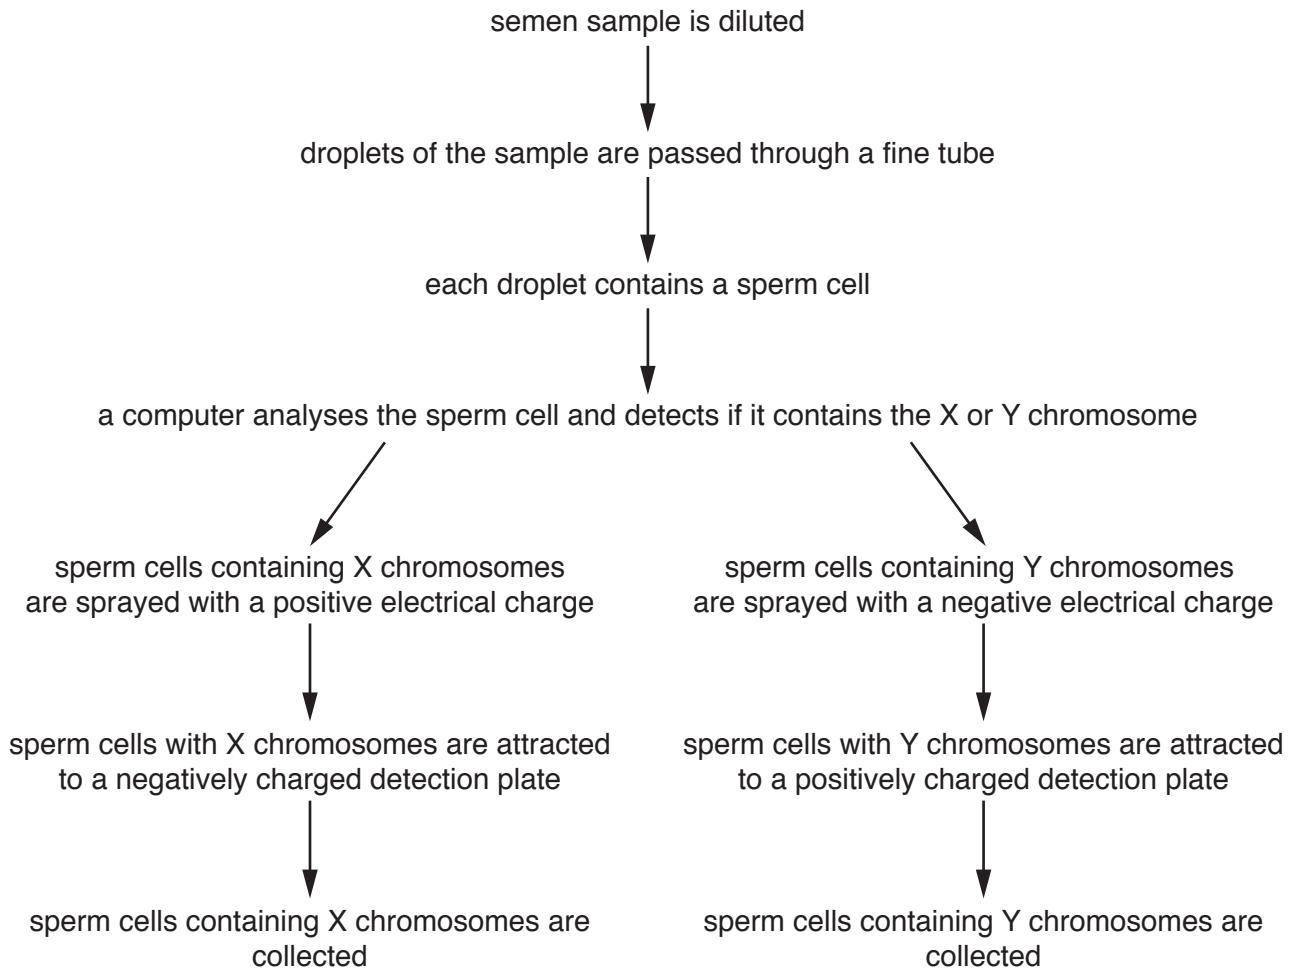 semen sample is diluted
droplets of the sample are passed through a fine tube
each droplet contains a sperm cell
a computer analyses the sperm cell and detects if it contains the X or Y chromosome
sperm cells containing X chromosomes
are sprayed with a positive electrical charge
sperm cells containing Y chromosomes
are sprayed with a negative electrical charge
sperm cells with X chromosomes are attracted
to a negatively charged detection plate
sperm cells with Y chromosomes are attracted
to a positively charged detection plate
sperm cells containing X chromosomes are
collected
sperm cells containing Y chromosomes are
collected